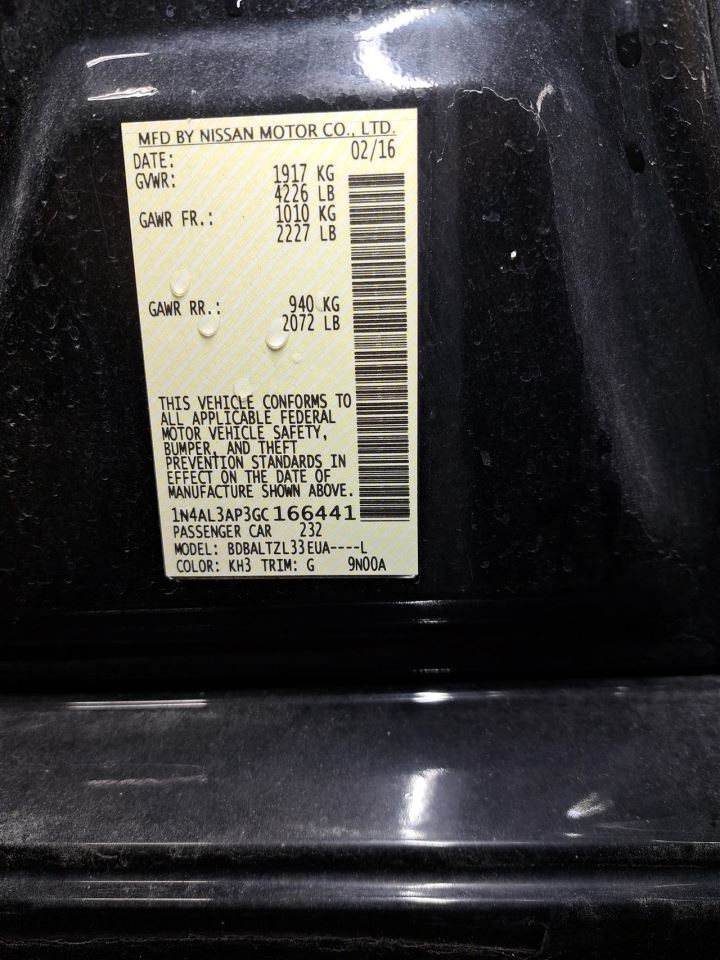 MFD BY NISSAN MOTOR CO., LTD.
DATE: 02/16
GVWR: 1917 KG
4226 LB
GAWR FR.: 1010 KG
2227 LB
GAWR RR.: 940 KG
2072 LB
THIS VEHICLE CONFORMS TO
ALL APPLICABLE FEDERAL
MOTOR VEHICLE SAFETY,
BUMPER, AND THEFT
PREVENTION STANDARDS IN
EFFECT ON THE DATE OF
MANUFACTURE SHOWN ABOVE.
1N4AL3AP3GC166441
PASSENGER CAR 232
MODEL: BDBALTZL33EUA----L
COLOR: KH3 TRIM: G 9N00A